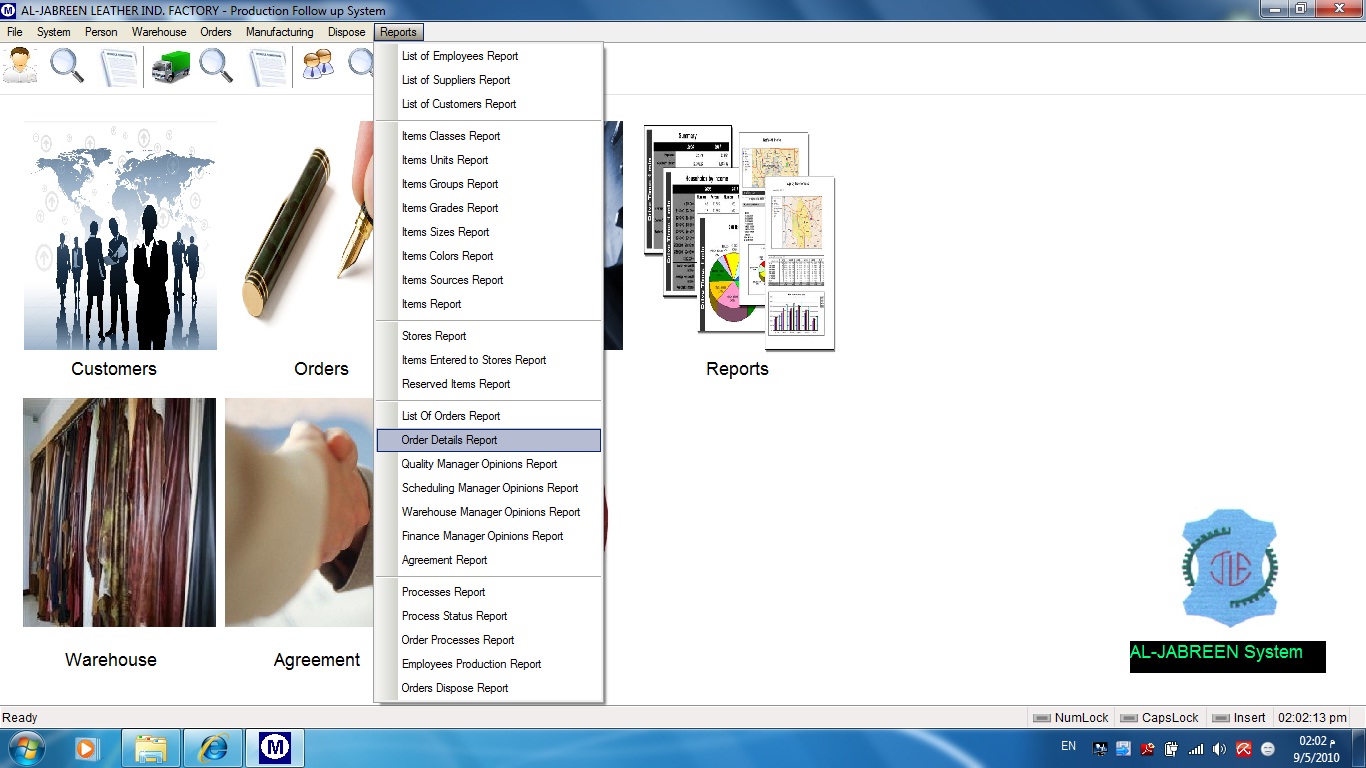 AL-JABREEN LEATHER IND. FACTORY - Production Follow up System
File System Person Warehouse Orders Manufacturing Dispose Reports
List of Employees Report
List of Suppliers Report
List of Customers Report
Items Classes Report
Items Units Report
Items Groups Report
Items Grades Report
Items Sizes Report
Items Colors Report
Items Sources Report
Items Report
Stores Report
Items Entered to Stores Report
Reserved Items Report
List Of Orders Report
Order Details Report
Quality Manager Opinions Report
Scheduling Manager Opinions Report
Warehouse Manager Opinions Report
Finance Manager Opinions Report
Agreement Report
Processes Report
Process Status Report
Order Processes Report
Employees Production Report
Orders Dispose Report
Summary
Households by Income
Customers Orders Reports
Warehouse Agreement
JLF
AL-JABREEN System
Ready NumLock CapsLock Insert 02:02:13 pm
M EN 02:02 م
9/5/2010